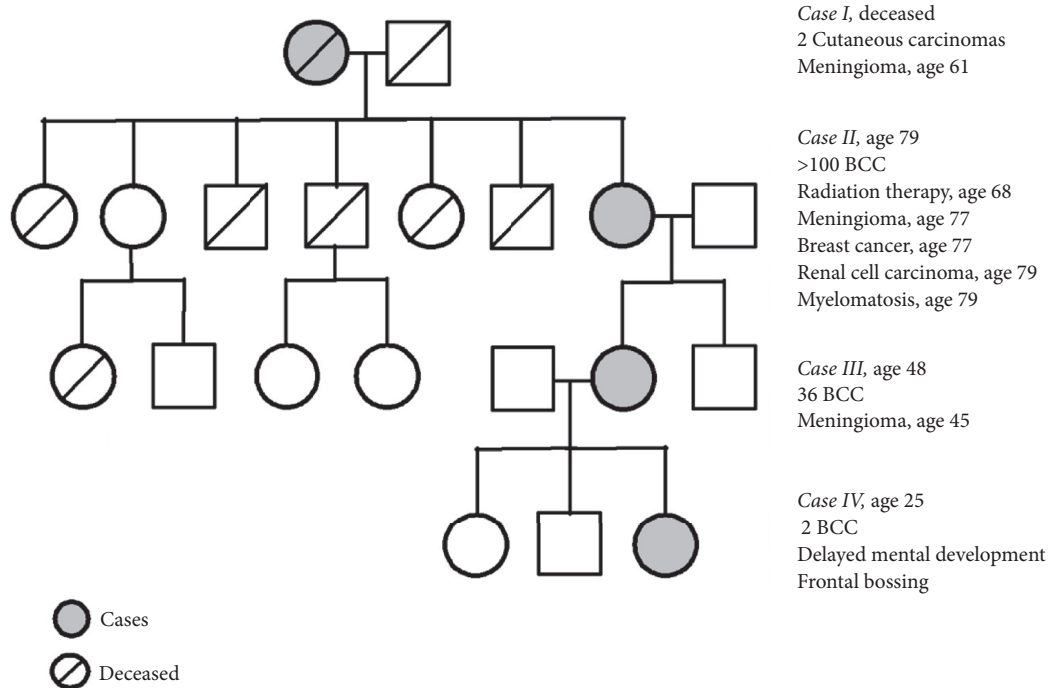 Case I, deceased
2 Cutaneous carcinomas
Meningioma, age 61
Case II, age 79
>100 BCC
Radiation therapy, age 68
Meningioma, age 77
Breast cancer, age 77
Renal cell carcinoma, age 79
Myelomatosis, age 79
Case III, age 48
36 BCC
Meningioma, age 45
Case IV, age 25
2 BCC
Delayed mental development
Frontal bossing
Cases
Deceased